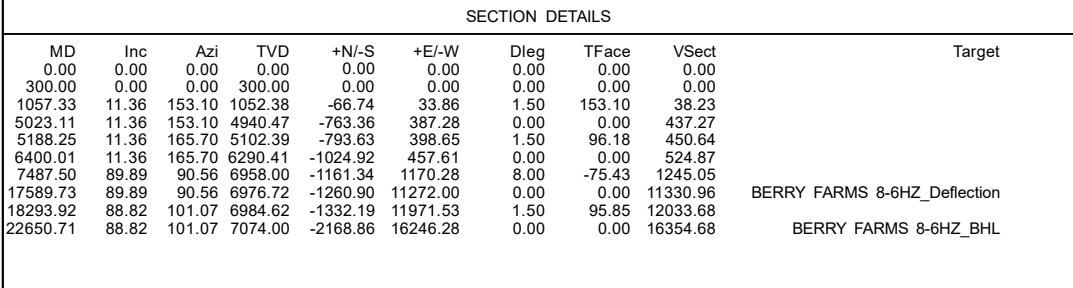 SECTION DETAILS
MD Inc Azi TVD +N/-S +E/-W Dleg TFace VSect Target
0.00 0.00 0.00 0.00 0.00 0.00 0.00 0.00 0.00
300.00 0.00 0.00 300.00 0.00 0.00 0.00 0.00 0.00
1057.33 11.36 153.10 1052.38 -66.74 33.86 1.50 153.10 38.23
5023.11 11.36 153.10 4940.47 -763.36 387.28 0.00 0.00 437.27
5188.25 11.36 165.70 5102.39 -793.63 398.65 1.50 96.18 450.64
6400.01 11.36 165.70 6290.41 -1024.92 457.61 0.00 0.00 524.87
7487.50 89.89 90.56 6958.00 -1161.34 1170.28 8.00 -75.43 1245.05
17589.73 89.89 90.56 6976.72 -1260.90 11272.00 0.00 0.00 11330.96 BERRY FARMS 8-6HZ_Deflection
18293.92 88.82 101.07 6984.62 -1332.19 11971.53 1.50 95.85 12033.68
22650.71 88.82 101.07 7074.00 -2168.86 16246.28 0.00 0.00 16354.68 BERRY FARMS 8-6HZ_BHL